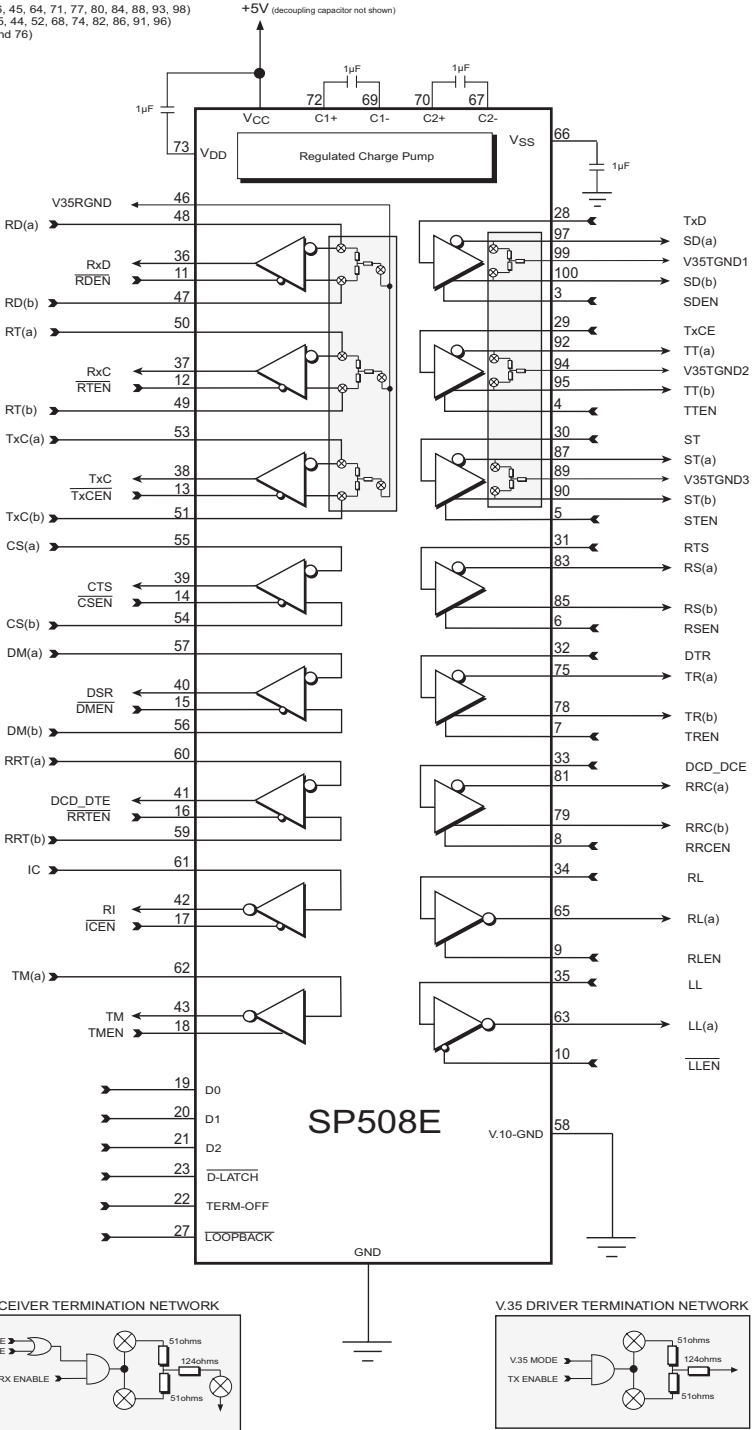 6, 45, 64, 71, 77, 80, 84, 88, 93, 98)
5, 44, 52, 68, 74, 82, 86, 91, 96)
nd 76)
+5V (decoupling capacitor not shown)
1µF 1µF
1µF
72 69 70 67
VCC C1+ C1- C2+ C2-
73 VDD
Regulated Charge Pump
VSS 66
1µF
V35RGND 46
RD(a) 48
RxD 36
RDEN 11
RD(b) 47
RT(a) 50
RxC 37
RTEN 12
RT(b) 49
TxC(a) 53
TxC 38
TxCEN 13
TxC(b) 51
CS(a) 55
CTS 39
CSEN 14
CS(b) 54
DM(a) 57
DSR 40
DMEN 15
DM(b) 56
RRT(a) 60
DCD_DTE 41
RRTEN 16
RRT(b) 59
IC 61
RI 42
ICEN 17
TM(a) 62
TM 43
TMEN 18
19 D0
20 D1
21 D2
23 D-LATCH
22 TERM-OFF
27 LOOPBACK
28 TxD
97 SD(a)
99 V35TGND1
100 SD(b)
3 SDEN
29 TxCE
92 TT(a)
94 V35TGND2
95 TT(b)
4 TTEN
30 ST
87 ST(a)
89 V35TGND3
90 ST(b)
5 STEN
31 RTS
83 RS(a)
85 RS(b)
6 RSEN
32 DTR
75 TR(a)
78 TR(b)
7 TREN
33 DCD_DCE
81 RRC(a)
79 RRC(b)
8 RRCEN
34 RL
65 RL(a)
9 RLEN
35 LL
63 LL(a)
10 LLEN
SP508E
V.10-GND 58
GND
CEIVER TERMINATION NETWORK
E
E
RX ENABLE
51ohms
124ohms
51ohms
V.35 DRIVER TERMINATION NETWORK
V.35 MODE
TX ENABLE
51ohms
124ohms
51ohms